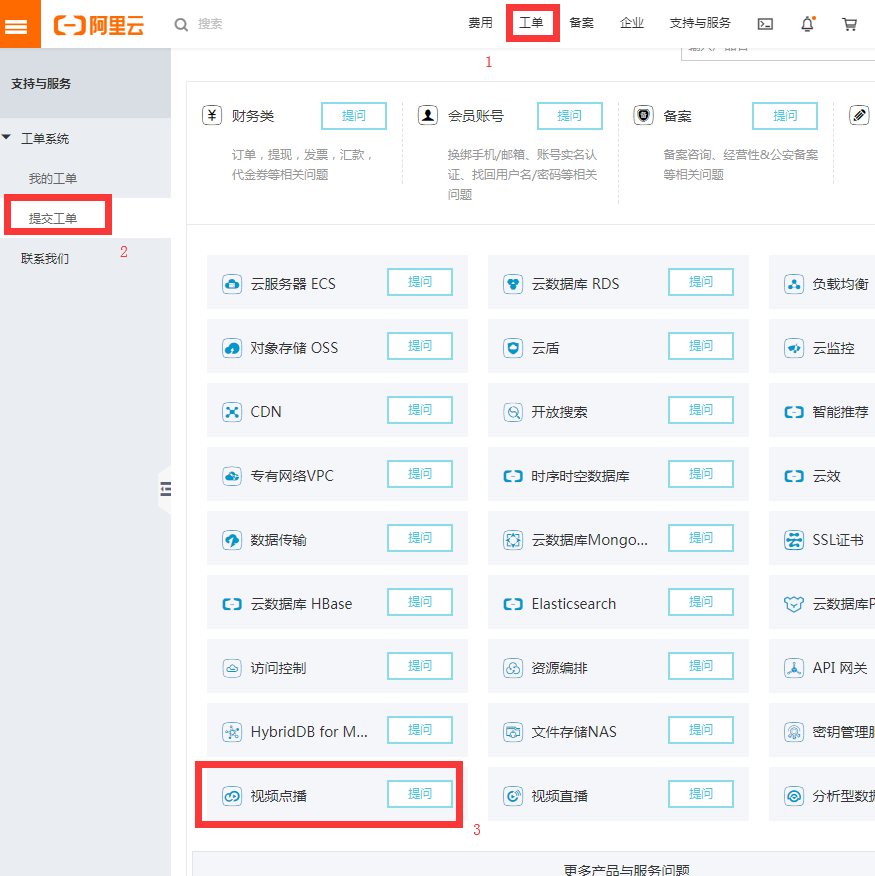 阿里云
搜索
费用
工单
备案
企业
支持与服务
1
支持与服务
工单系统
我的工单
提交工单
2
联系我们
财务类
提问
订单，提现，发票，汇款，
代金券等相关问题
会员账号
提问
换绑手机/邮箱、账号实名认
证、找回用户名/密码等相关
问题
备案
提问
备案咨询、经营性&公安备案
等相关问题
云服务器 ECS
提问
云数据库 RDS
提问
负载均衡
对象存储 OSS
提问
云盾
提问
云监控
CDN
提问
开放搜索
提问
智能推荐
专有网络VPC
提问
时序时空数据库
提问
云效
数据传输
提问
云数据库Mongo...
提问
SSL证书
云数据库 HBase
提问
Elasticsearch
提问
云数据库P
访问控制
提问
资源编排
提问
API 网关
HybridDB for M...
提问
文件存储NAS
提问
密钥管理服
视频点播
提问
视频直播
提问
分析型数据
3
更多产品与服务问题